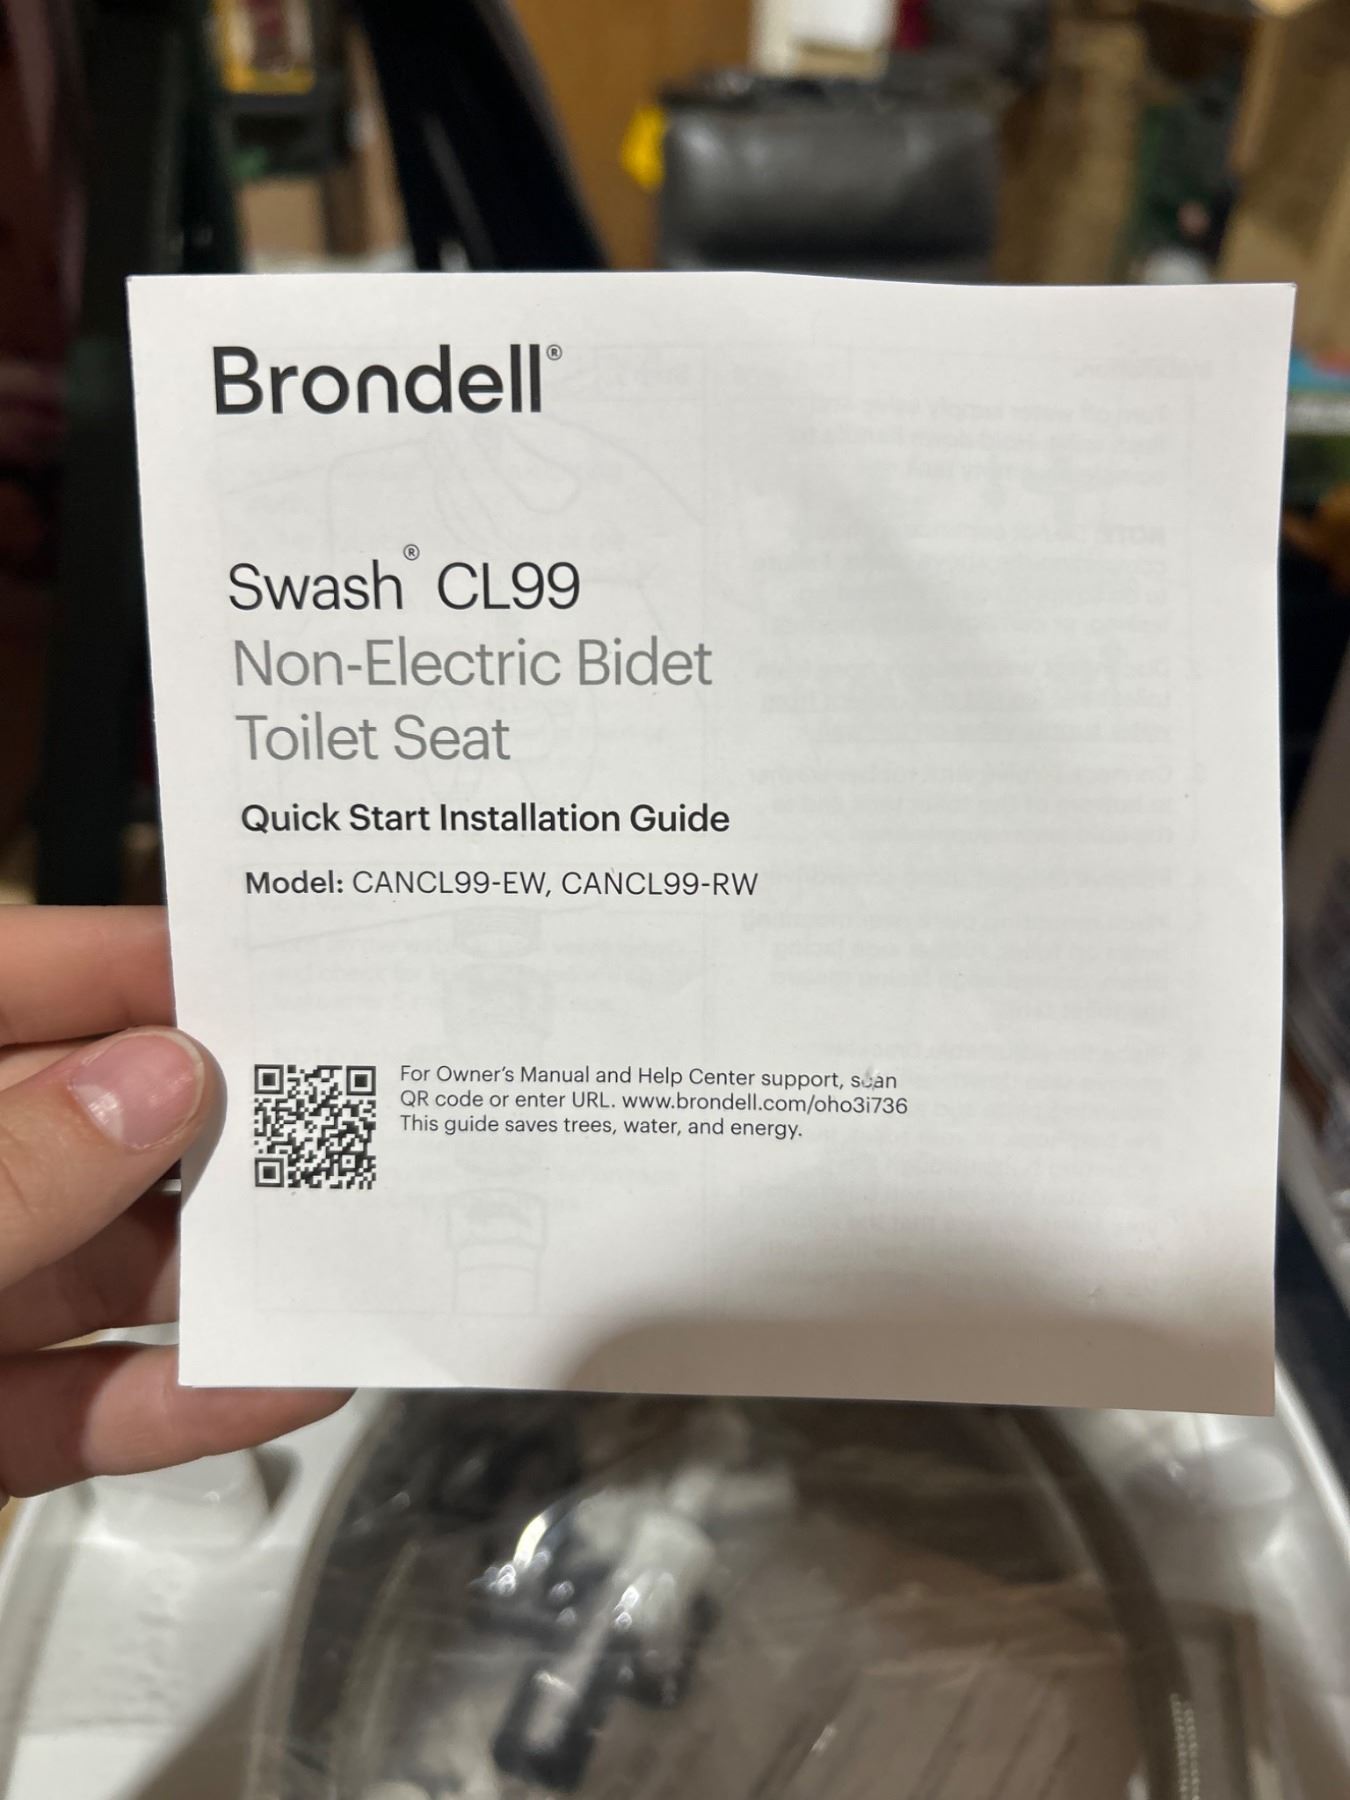 Brondell®
Swash® CL99
Non-Electric Bidet
Toilet Seat
Quick Start Installation Guide
Model: CANCL99-EW, CANCL99-RW
For Owner's Manual and Help Center support, scan
QR code or enter URL. www.brondell.com/oho3i736
This guide saves trees, water, and energy.